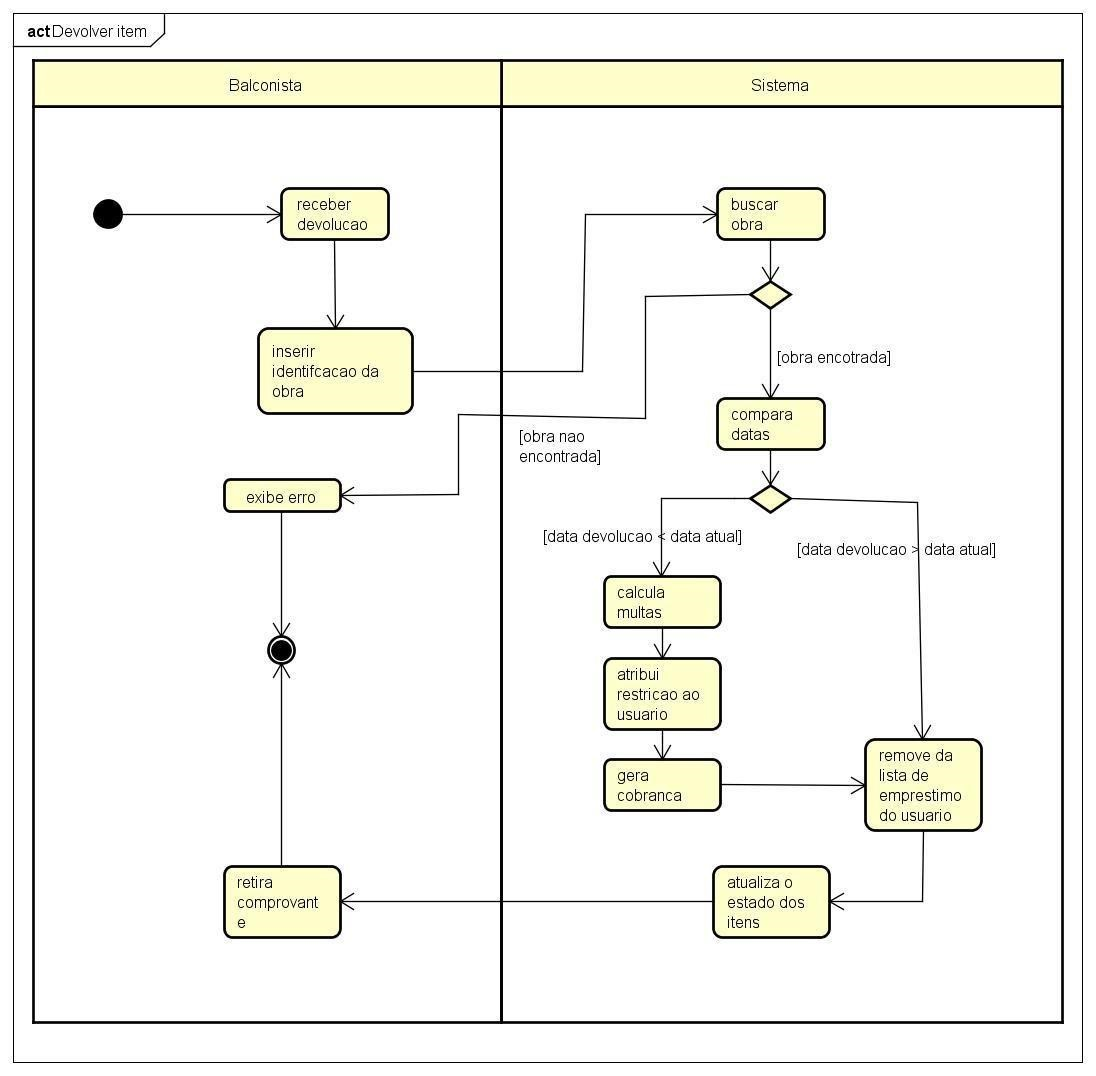 act Devolver item
Balconista
Sistema
receber
devolucao
buscar
obra
inserir
identifcacao da
obra
[obra encotrada]
compara
datas
[obra nao
encontrada]
exibe erro
[data devolucao < data atual]
[data devolucao > data atual]
calcula
multas
atribui
restricao ao
usuario
gera
cobranca
remove da
lista de
emprestimo
do usuario
retira
comprovant
e
atualiza o
estado dos
itens